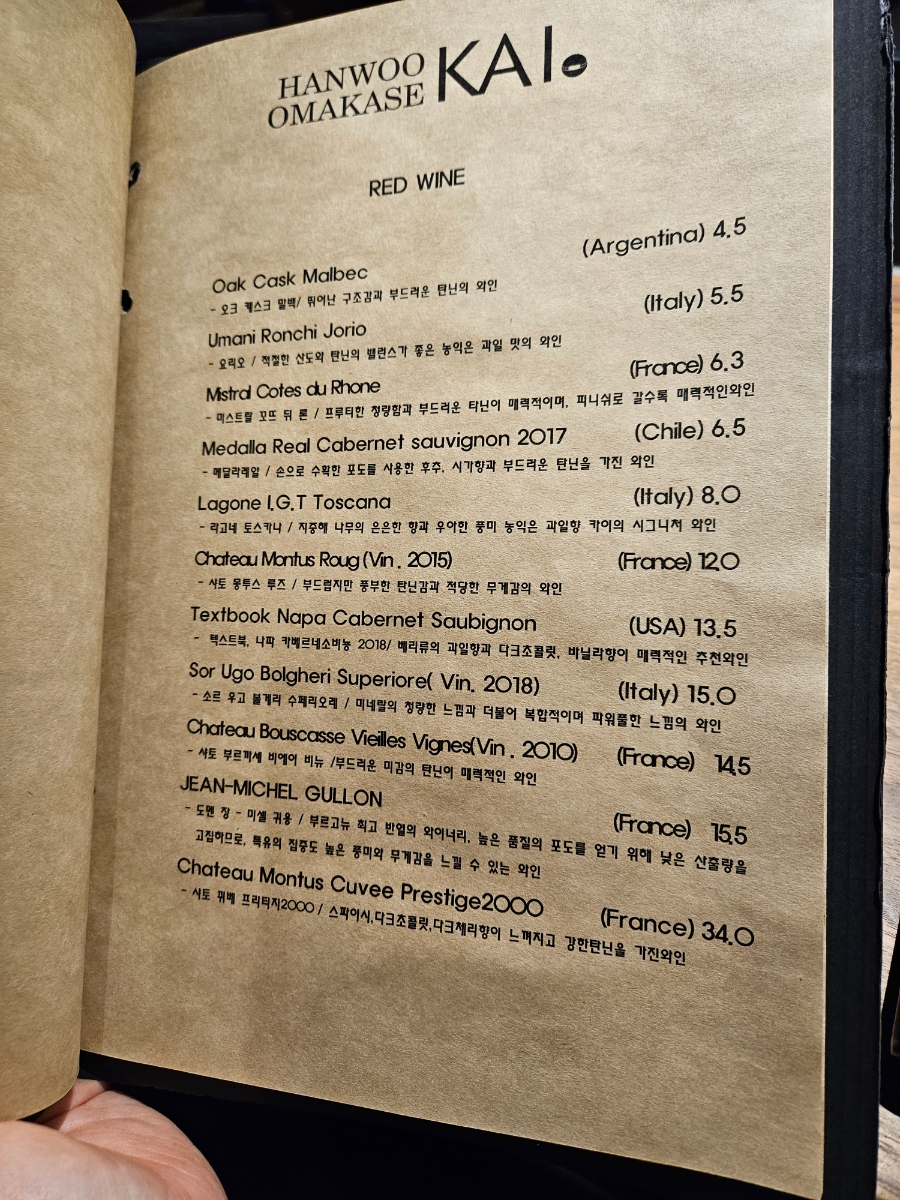 HANWOO
OMAKASE KAI
RED WINE
Oak Cask Malbec (Argentina) 4.5
- 오크 캐스크 말벡/ 뛰어난 구조감과 부드러운 탄닌의 와인
Umani Ronchi Jorio (Italy) 5.5
- 요리오 / 적절한 산도와 탄닌의 밸런스가 좋은 농익은 과일 맛의 와인
Mistral Cotes du Rhone (France) 6.3
- 미스트랄 꼬뜨 뒤 론 / 프루티한 청량함과 부드러운 타닌이 매력적이며, 피니쉬로 갈수록 매력적인와인
Medalla Real Cabernet sauvignon 2017 (Chile) 6.5
- 메달라레알 / 손으로 수확한 포도를 사용한 후추, 시가향과 부드러운 탄닌을 가진 와인
Lagone I.G.T Toscana (Italy) 8.0
- 라고네 토스카나 / 지중해 나무의 은은한 향과 우아한 풍미 농익은 과일향 카이의 시그니처 와인
Chateau Montus Roug (Vin . 2015) (France) 12.0
- 샤토 몽투스 루즈 / 부드럽지만 풍부한 탄닌감과 적당한 무게감의 와인
Textbook Napa Cabernet Saubignon (USA) 13.5
- 텍스트북, 나파 카베르네소비뇽 2018/ 베리류의 과일향과 다크초콜릿, 바닐라향이 매력적인 추천와인
Sor Ugo Bolgheri Superiore( Vin. 2018) (Italy) 15.0
- 소르 우고 볼게리 수페리오레 / 미네랄의 청량한 느낌과 더불어 복합적이며 파워풀한 느낌의 와인
Chateau Bouscasse Vieilles Vignes(Vin . 2010) (France) 14.5
- 샤토 부르까세 비에이 비뉴 /부드러운 미감의 탄닌이 매력적인 와인
JEAN-MICHEL GULLON (France) 15.5
- 도멘 장 - 미셸 귀용 / 부르고뉴 최고 반열의 와이너리, 높은 품질의 포도를 얻기 위해 낮은 산출량을
고집하므로, 특유의 집중도 높은 풍미와 무게감을 느낄 수 있는 와인
Chateau Montus Cuvee Prestige2000 (France) 34.0
- 샤토 뀌베 프리티지2000 / 스파이시,다크초콜릿,다크체리향이 느껴지고 강한탄닌을 가진와인